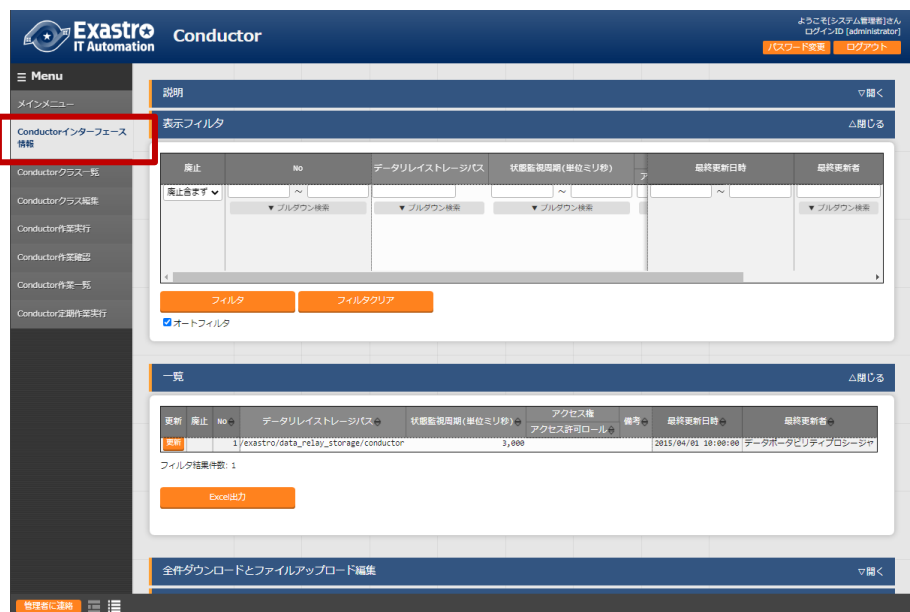 Exastro
IT Automation
Conductor
ようこそ[システム管理者]さん
ログインID [administrator]
パスワード変更
ログアウト
Menu
メインメニュー
Conductorインターフェース
情報
Conductorクラス一覧
Conductorクラス編集
Conductor作業実行
Conductor作業確認
Conductor作業一覧
Conductor定期作業実行
説明
▽開く
表示フィルタ
△閉じる
廃止
No
データリレイストレージパス
状態監視周期(単位ミリ秒)
ア
最終更新日時
最終更新者
廃止含まず
~
~
~
▼ プルダウン検索
▼ プルダウン検索
▼ プルダウン検索
▼ プルダウン検索
フィルタ
フィルタクリア
オートフィルタ
一覧
△閉じる
更新
廃止
No
データリレイストレージパス
状態監視周期(単位ミリ秒)
アクセス権
アクセス許可ロール
備考
最終更新日時
最終更新者
更新
1
/exastro/data_relay_storage/conductor
3,000
2015/04/01 10:00:00
データポータビリティプロシージャ
フィルタ結果件数: 1
Excel出力
全件ダウンロードとファイルアップロード編集
▽開く
管理者に連絡